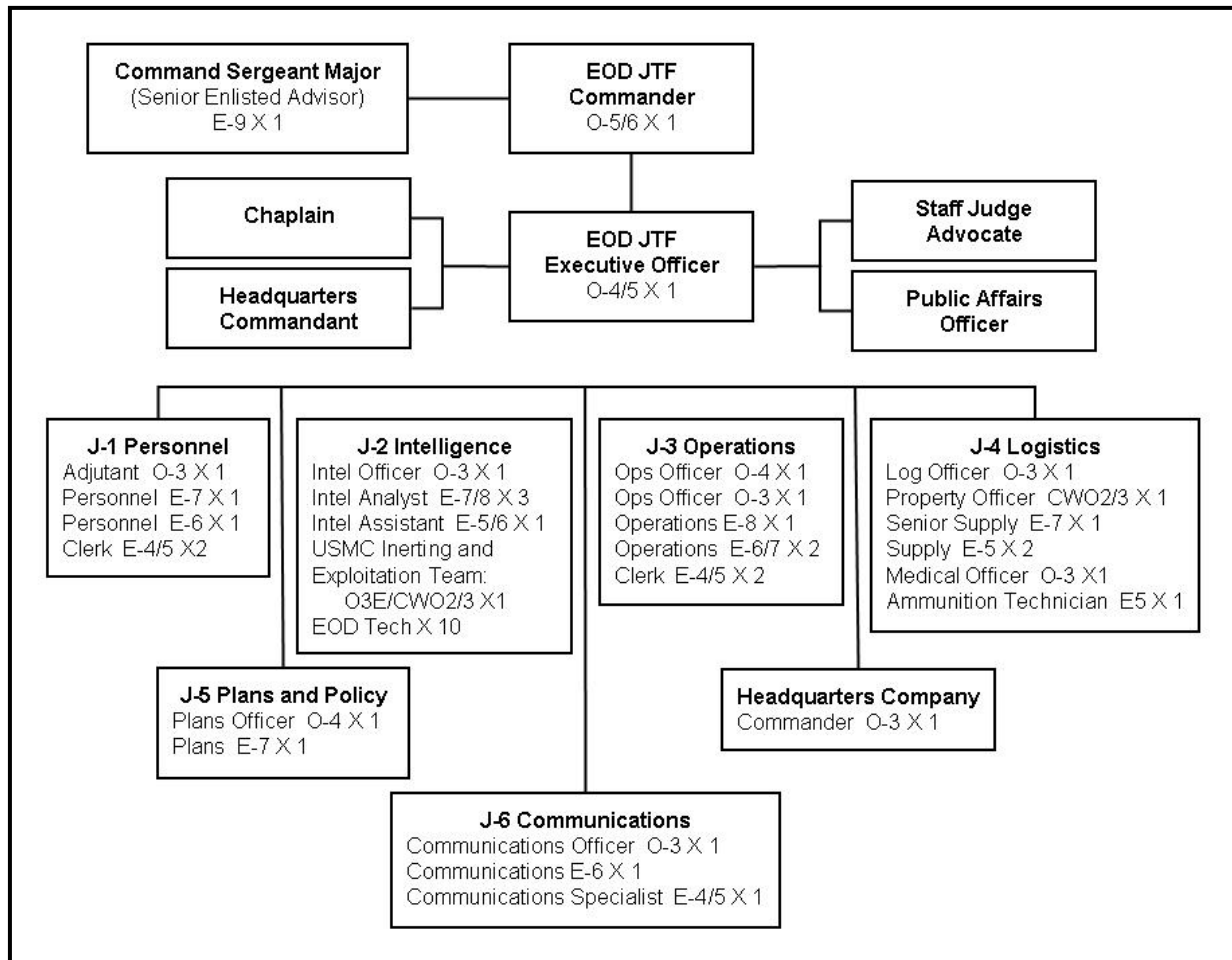 Command Sergeant Major
(Senior Enlisted Advisor)
E-9 X 1
EOD JTF
Commander
O-5/6 X 1
Chaplain
Headquarters
Commandant
EOD JTF
Executive Officer
O-4/5 X 1
Staff Judge
Advocate
Public Affairs
Officer
J-1 Personnel
Adjutant O-3 X 1
Personnel E-7 X 1
Personnel E-6 X 1
Clerk E-4/5 X2
J-2 Intelligence
Intel Officer O-3 X 1
Intel Analyst E-7/8 X 3
Intel Assistant E-5/6 X 1
USMC Inerting and
Exploitation Team:
O3E/CWO2/3 X1
EOD Tech X 10
J-3 Operations
Ops Officer O-4 X 1
Ops Officer O-3 X 1
Operations E-8 X 1
Operations E-6/7 X 2
Clerk E-4/5 X 2
J-4 Logistics
Log Officer O-3 X 1
Property Officer CWO2/3 X 1
Senior Supply E-7 X 1
Supply E-5 X 2
Medical Officer O-3 X1
Ammunition Technician E5 X 1
J-5 Plans and Policy
Plans Officer O-4 X 1
Plans E-7 X 1
Headquarters Company
Commander O-3 X 1
J-6 Communications
Communications Officer O-3 X 1
Communications E-6 X 1
Communications Specialist E-4/5 X 1